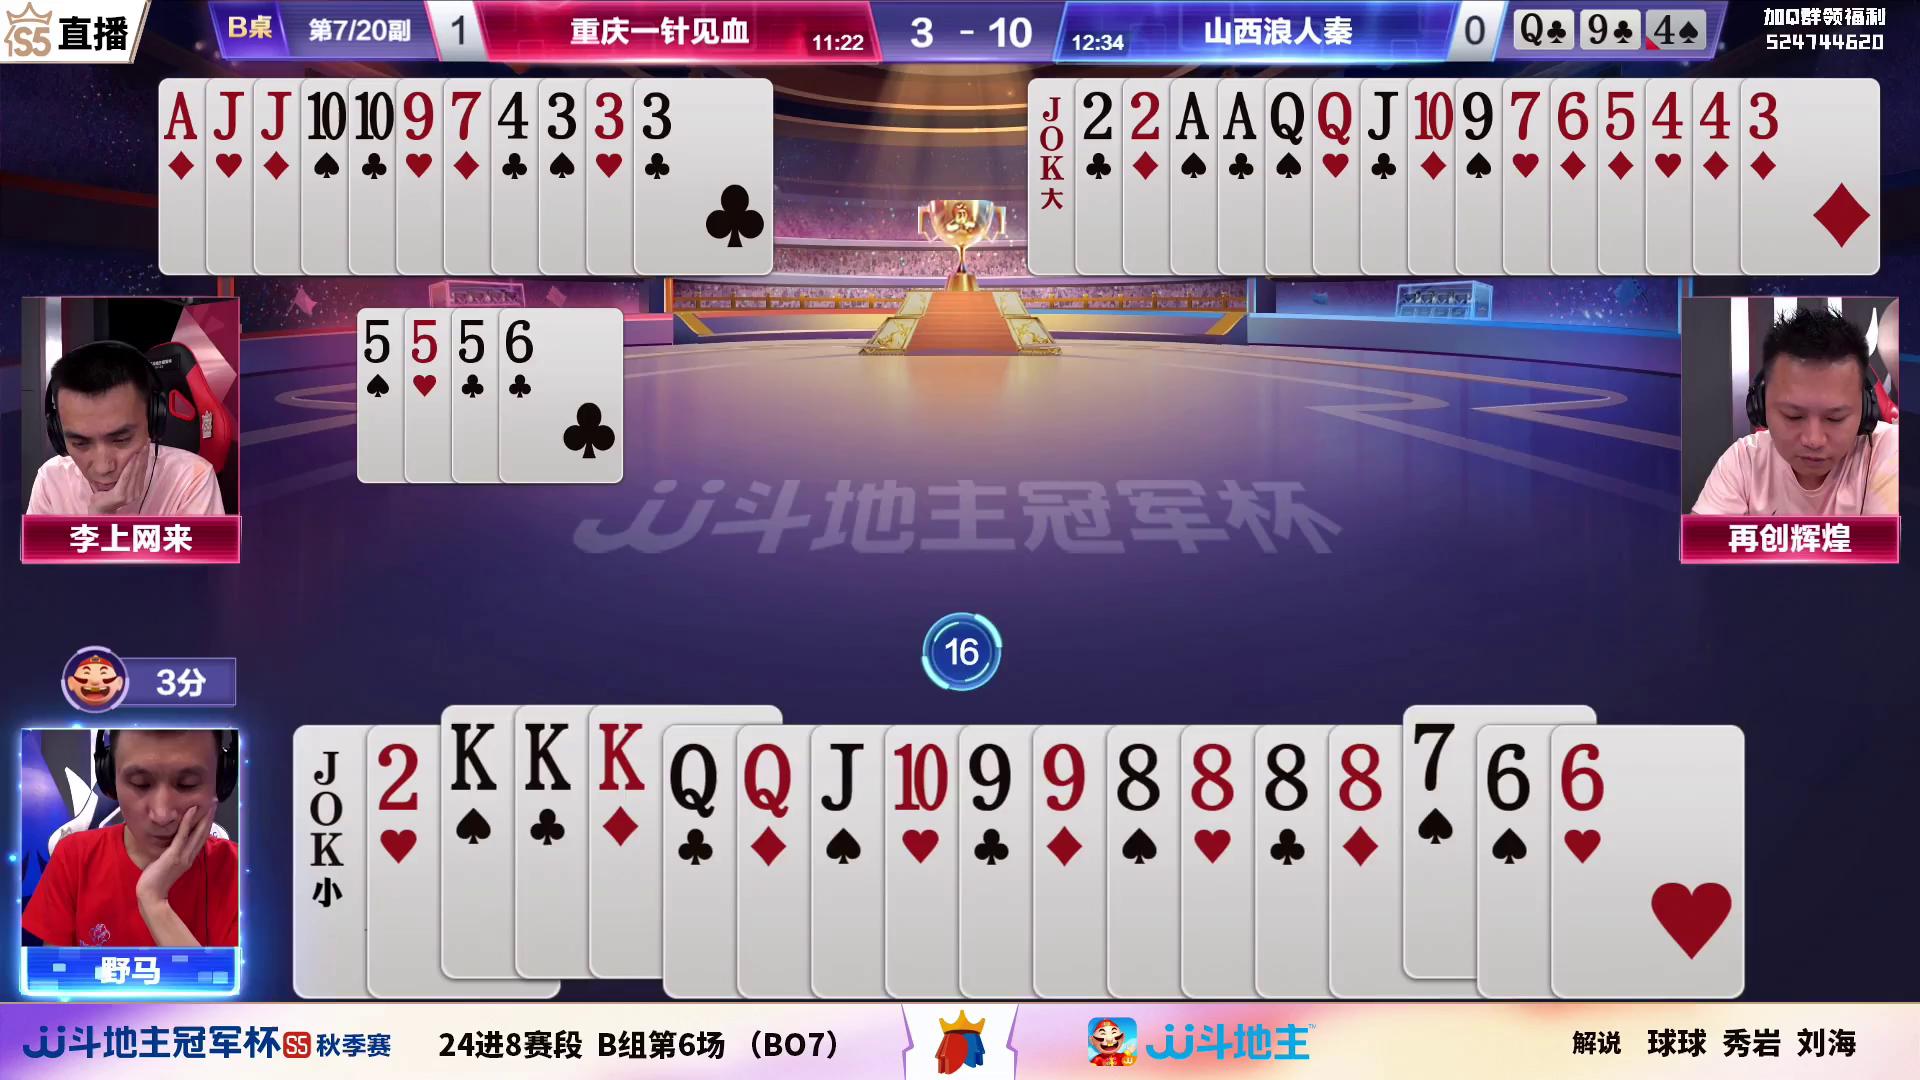 S5 直播
B桌 第7/20副 1 重庆一针见血 11:22 3 - 10 12:34 山西浪人秦 0 Q♣ 9♣ 4♠
加Q群领福利
524744620
A♦ J♥ J♦ 10♠ 10♣ 9♥ 7♦ 4♣ 3♠ 3♥ 3♣
JOK大 2♣ 2♦ A♠ A♣ Q♠ Q♥ J♣ 10♦ 9♠ 7♥ 6♦ 5♦ 4♥ 4♦ 3♦
5♠ 5♥ 5♣ 6♣
JJ斗地主冠军杯
李上网来
再创辉煌
16
3分
JOK小 2♥ K♠ K♣ K♦ Q♣ Q♦ J♠ 10♥ 9♣ 9♦ 8♠ 8♥ 8♣ 8♦ 7♠ 6♠ 6♥
野马
JJ斗地主冠军杯 S5 秋季赛 24进8赛段 B组第6场 （BO7） JJ斗地主 解说 球球 秀岩 刘海